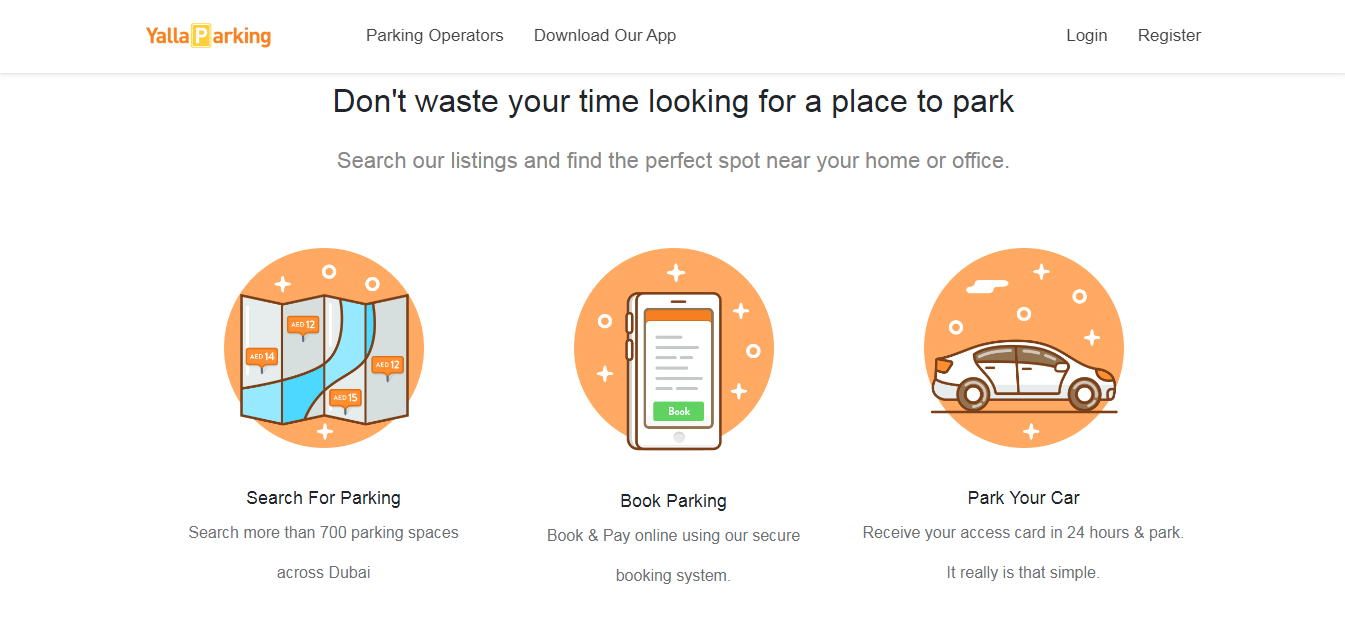 YallaParking
Parking Operators
Download Our App
Login
Register
Don't waste your time looking for a place to park
Search our listings and find the perfect spot near your home or office.
AED 12
AED 14
AED 12
AED 15
Book
Search For Parking
Search more than 700 parking spaces
across Dubai
Book Parking
Book & Pay online using our secure
booking system.
Park Your Car
Receive your access card in 24 hours & park.
It really is that simple.